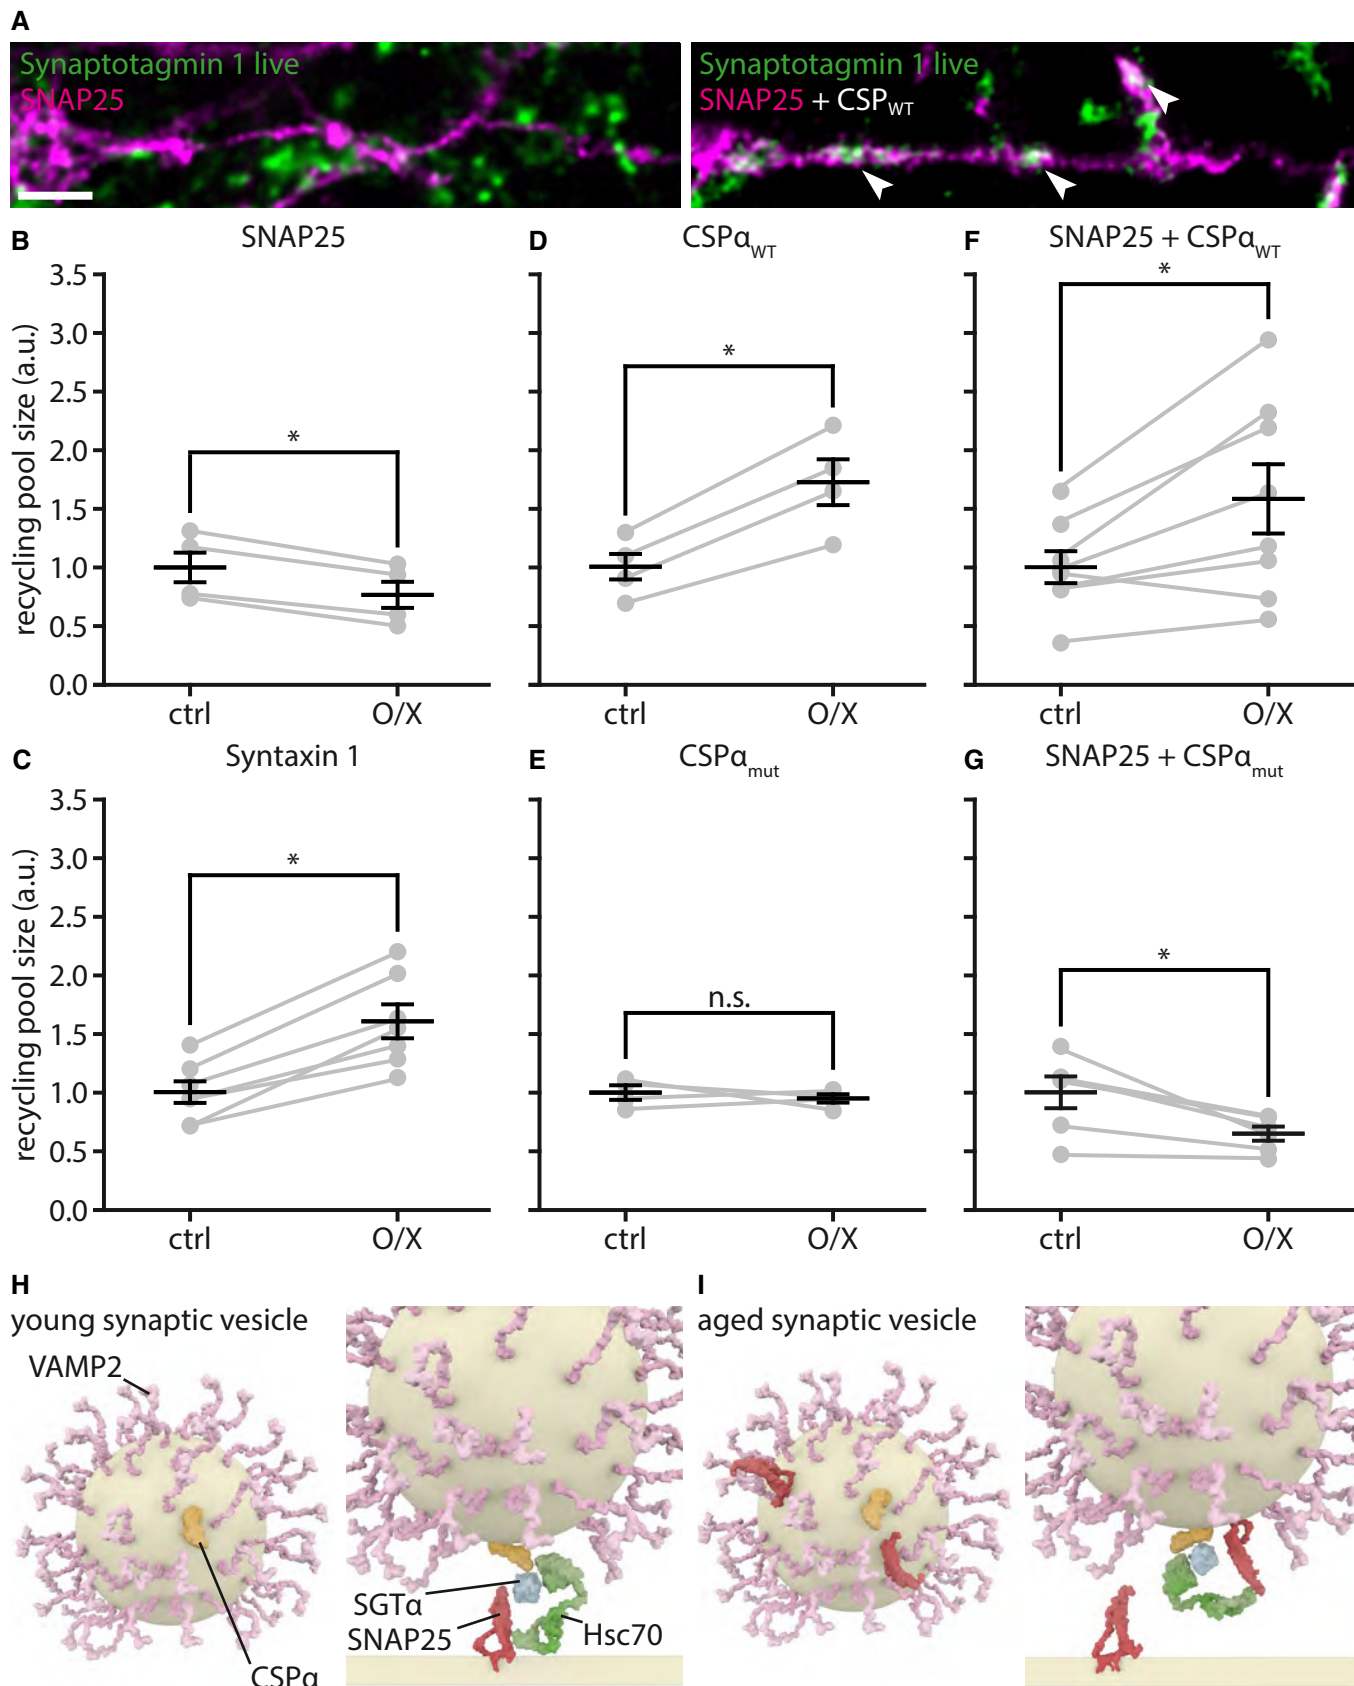 A
Synaptotagmin 1 live
SNAP25
Synaptotagmin 1 live
SNAP25 + CSPWT
B
SNAP25
recycling pool size (a.u.)
3.5
3.0
2.5
2.0
1.5
1.0
0.5
0.0
*
ctrl
O/X
D
CSPαWT
*
ctrl
O/X
F
SNAP25 + CSPαWT
*
ctrl
O/X
C
Syntaxin 1
recycling pool size (a.u.)
3.5
3.0
2.5
2.0
1.5
1.0
0.5
0.0
*
ctrl
O/X
E
CSPαmut
n.s.
ctrl
O/X
G
SNAP25 + CSPαmut
*
ctrl
O/X
H
young synaptic vesicle
VAMP2
CSPα
SGTα
SNAP25
Hsc70
I
aged synaptic vesicle